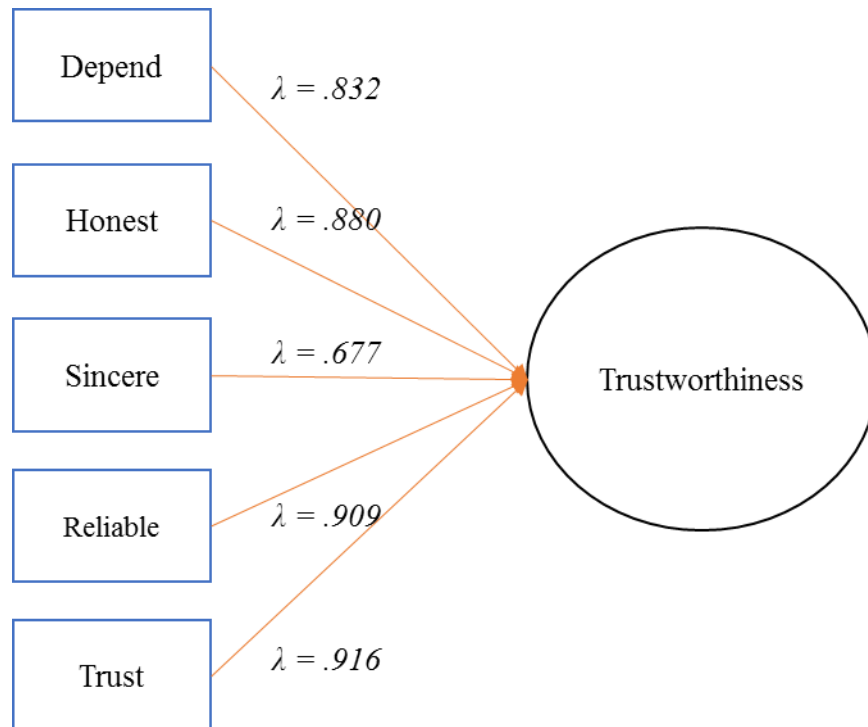 Depend
λ = .832
Honest
λ = .880
Sincere
λ = .677
Trustworthiness
Reliable
λ = .909
Trust
λ = .916